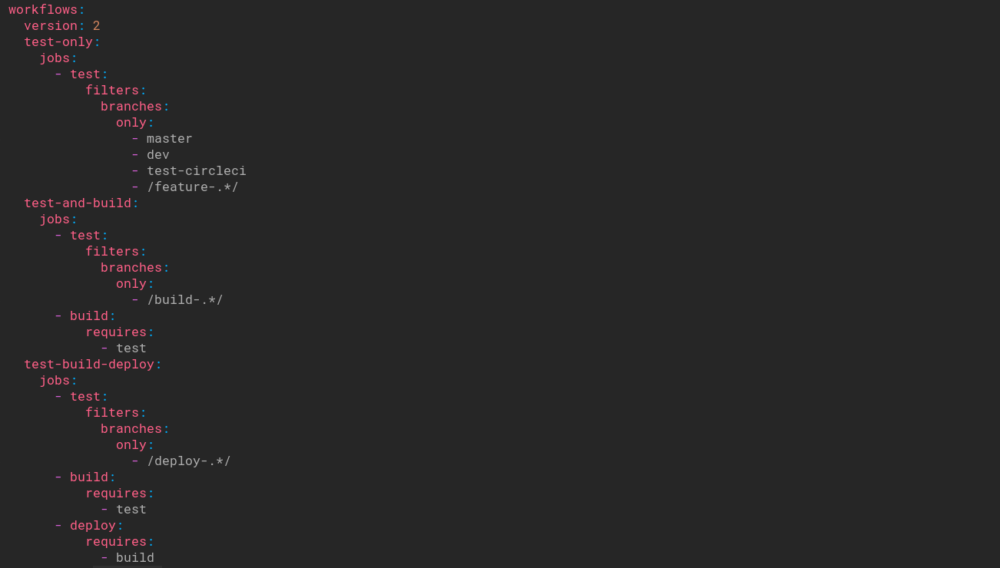 workflows:
  version: 2
  test-only:
    jobs:
      - test:
          filters:
            branches:
              only:
                - master
                - dev
                - test-circleci
                - /feature-.*/
  test-and-build:
    jobs:
      - test:
          filters:
            branches:
              only:
                - /build-.*/
      - build:
          requires:
            - test
  test-build-deploy:
    jobs:
      - test:
          filters:
            branches:
              only:
                - /deploy-.*/
      - build:
          requires:
            - test
      - deploy:
          requires:
            - build